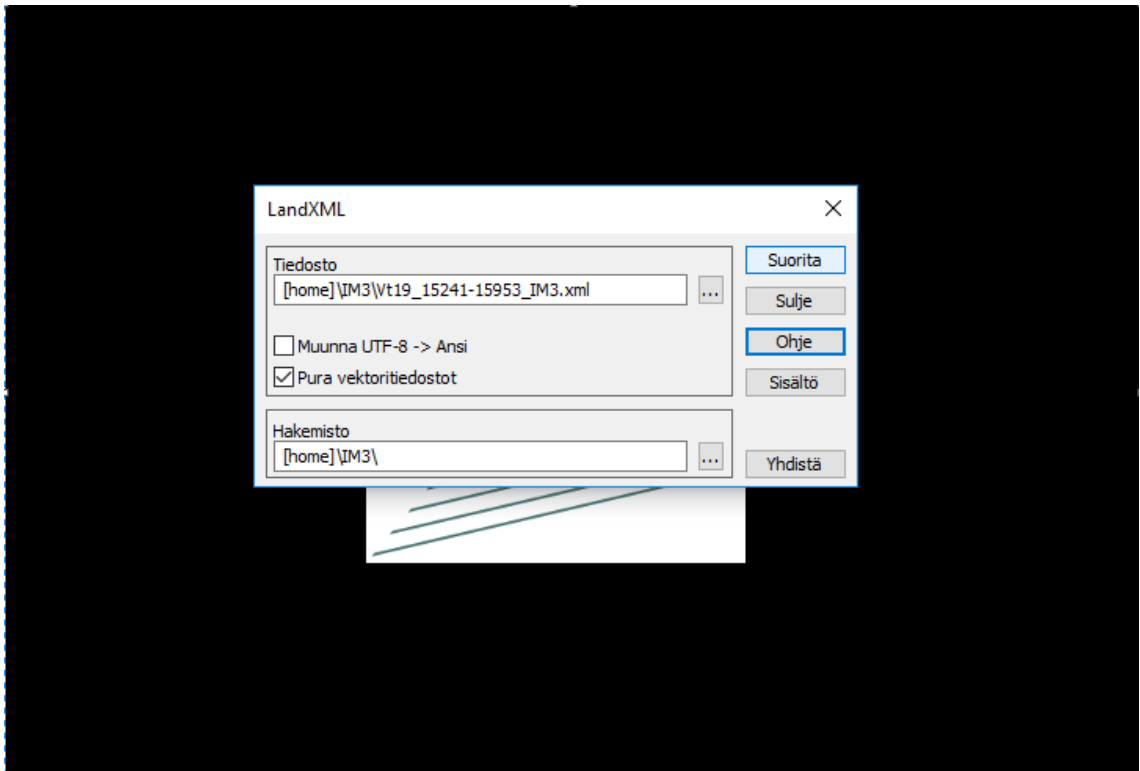 LandXML
Tiedosto
[home]\IM3\Vt19_15241-15953_IM3.xml
...
Muunna UTF-8 -> Ansi
Pura vektoritiedostot
Hakemisto
[home]\IM3\
...
Suorita
Sulje
Ohje
Sisältö
Yhdistä